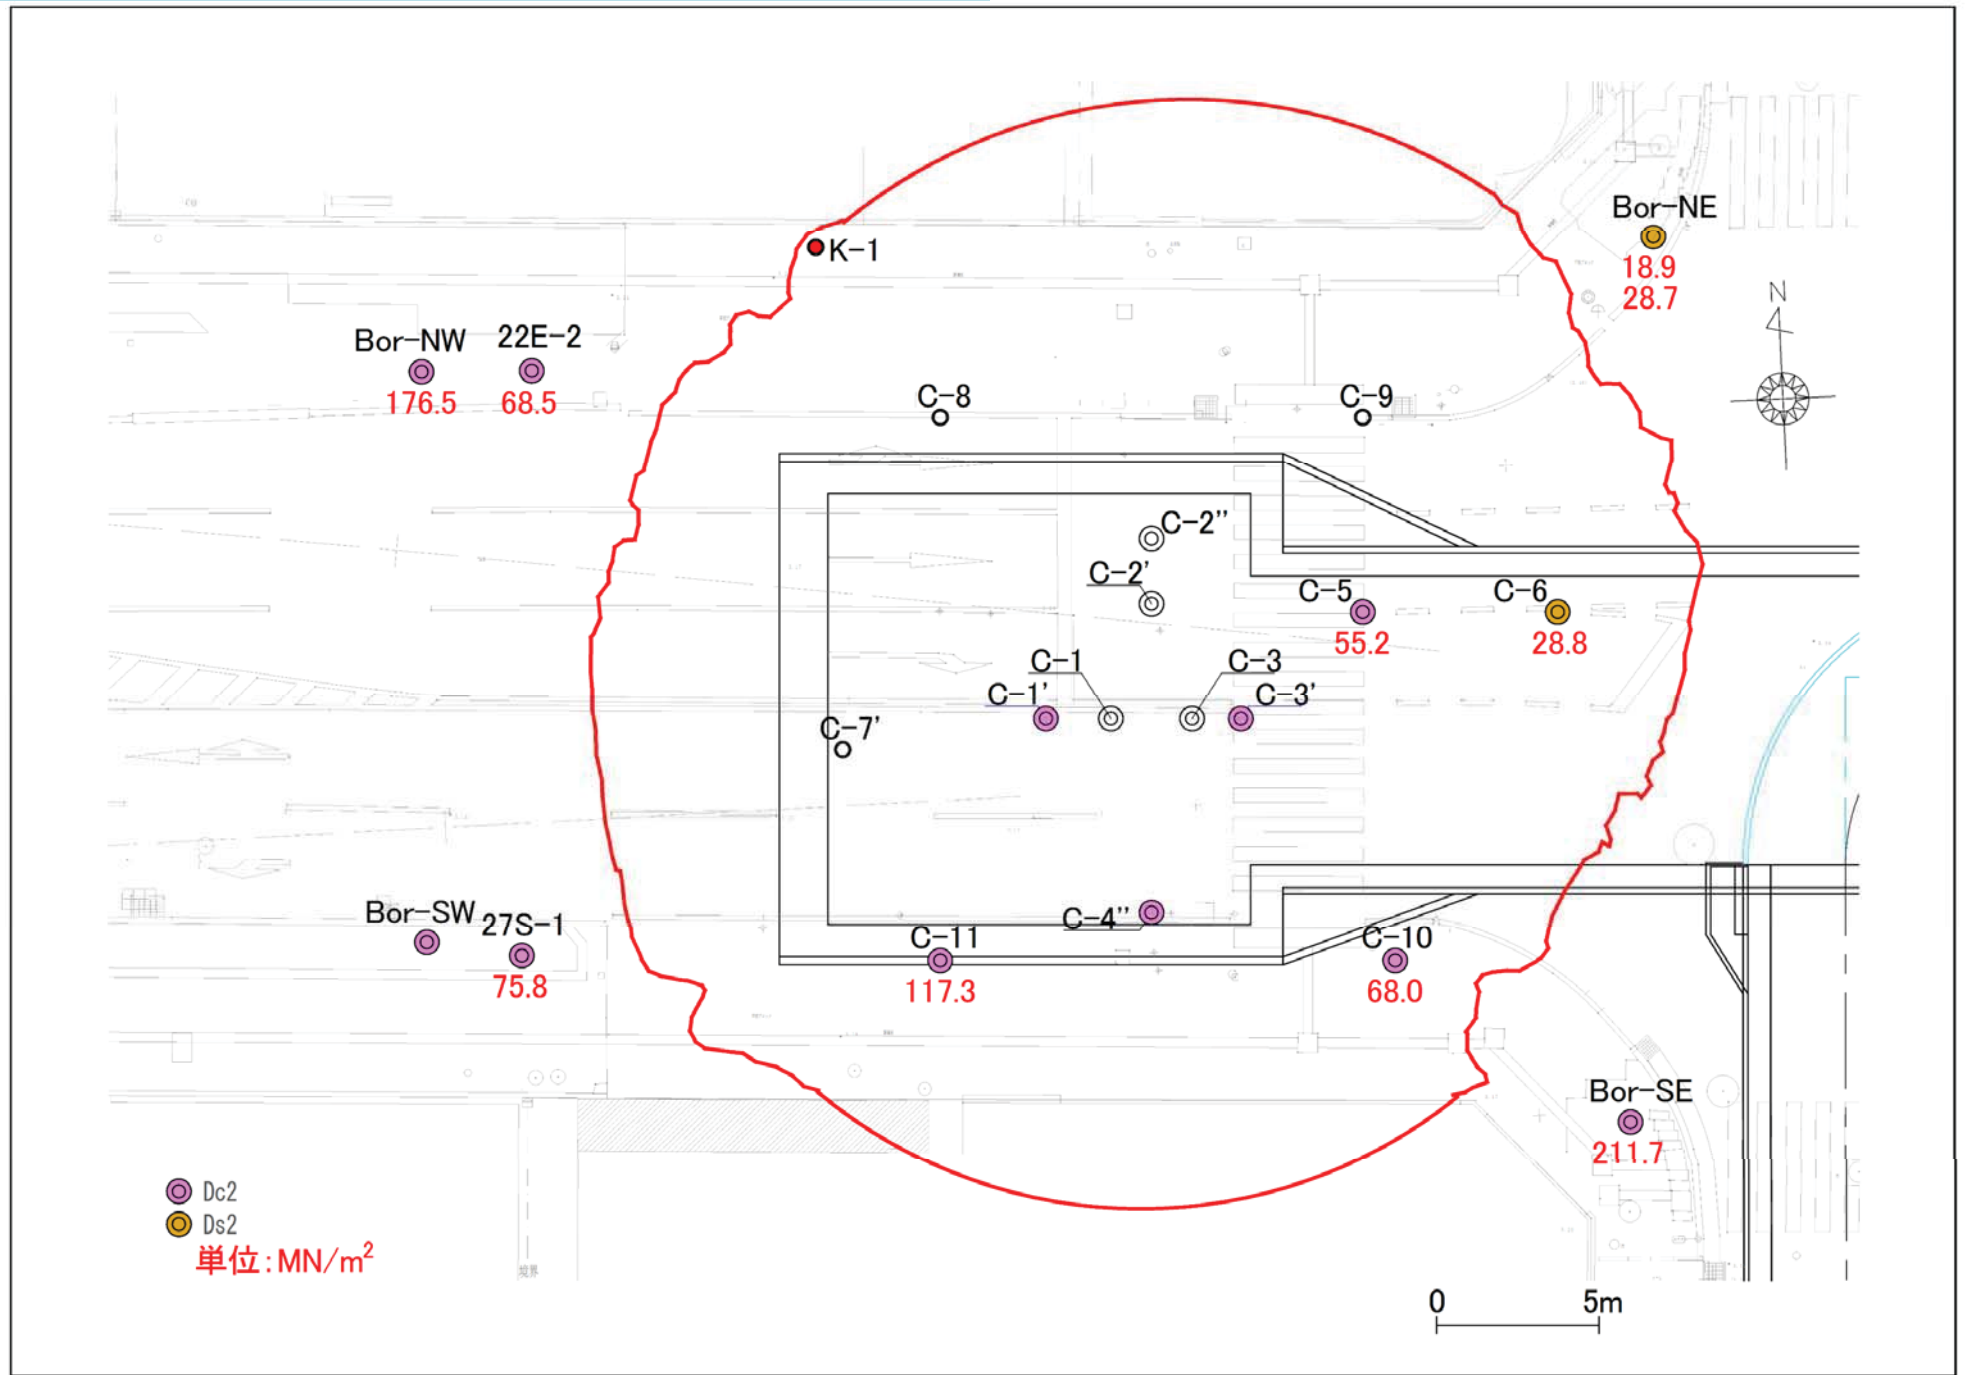 Bor-NE
18.9
28.7
K-1
N
Bor-NW
176.5
22E-2
68.5
C-8
C-9
C-2''
C-2'
C-5
55.2
C-6
28.8
C-1
C-3
C-1'
C-3'
C-7'
Bor-SW
27S-1
75.8
C-4''
C-11
117.3
C-10
68.0
Bor-SE
211.7
Dc2
Ds2
単位:MN/m²
境界
0 5m